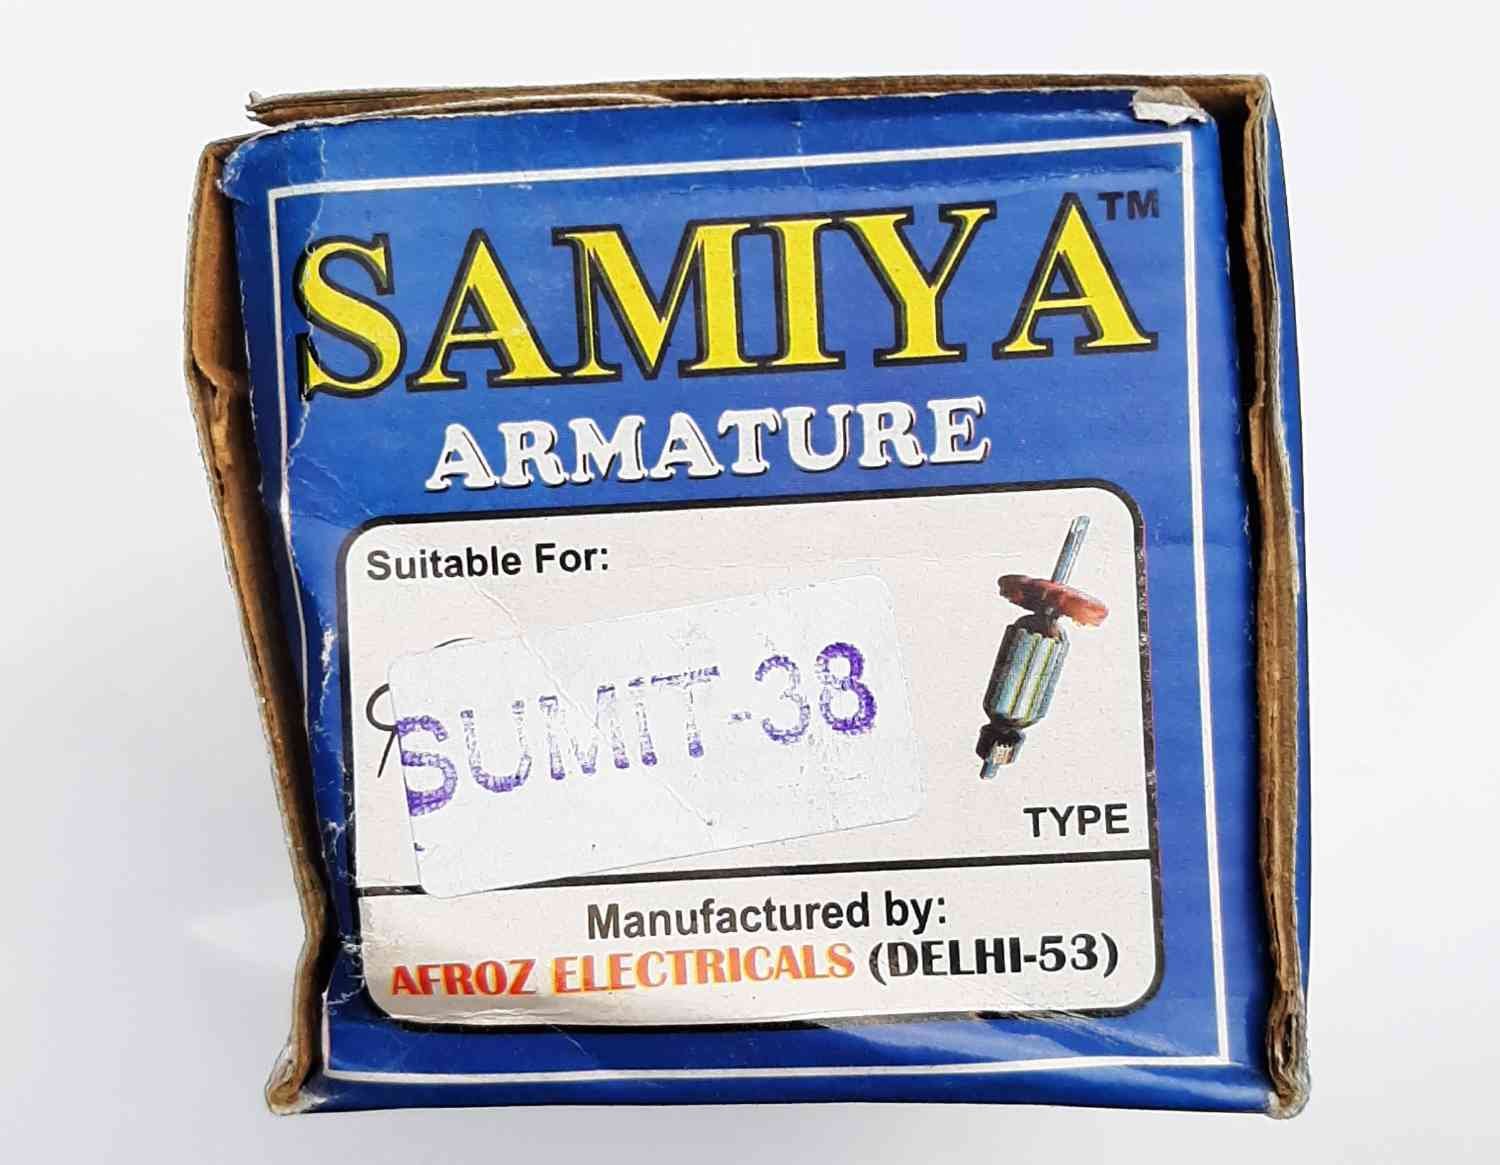 SAMIYA™
ARMATURE
Suitable For:
SUMIT-38
TYPE
Manufactured by:
AFROZ ELECTRICALS (DELHI-53)